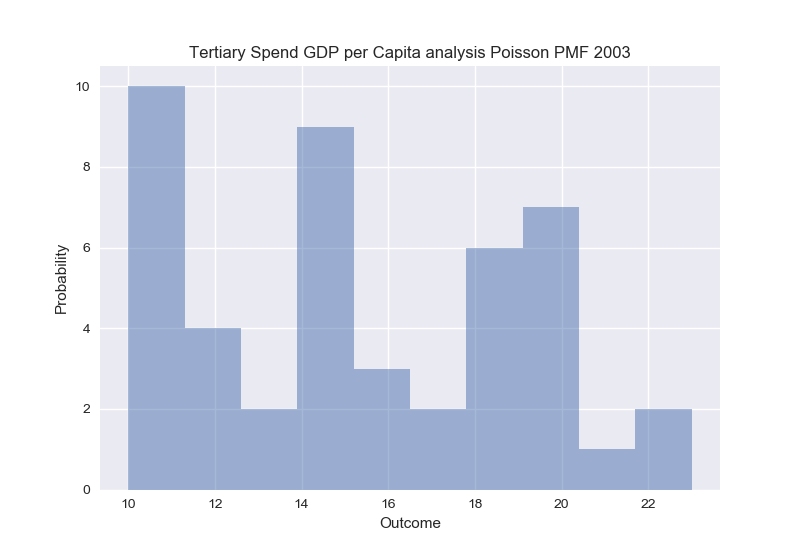 Tertiary Spend GDP per Capita analysis Poisson PMF 2003
10
8
6
4
2
0
Probability
10 12 14 16 18 20 22
Outcome